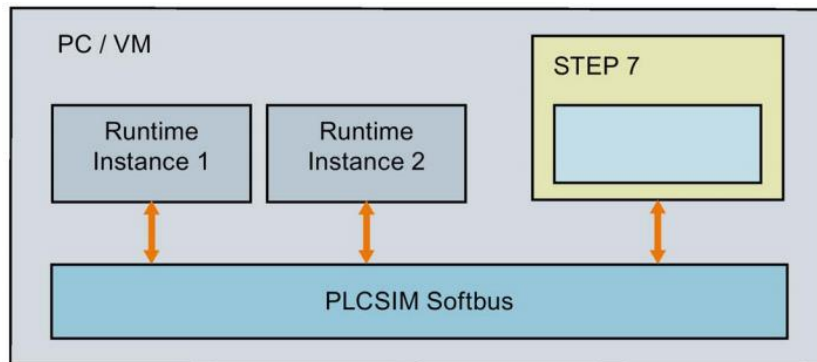 PC / VM
STEP 7
Runtime
Instance 1
Runtime
Instance 2
PLCSIM Softbus